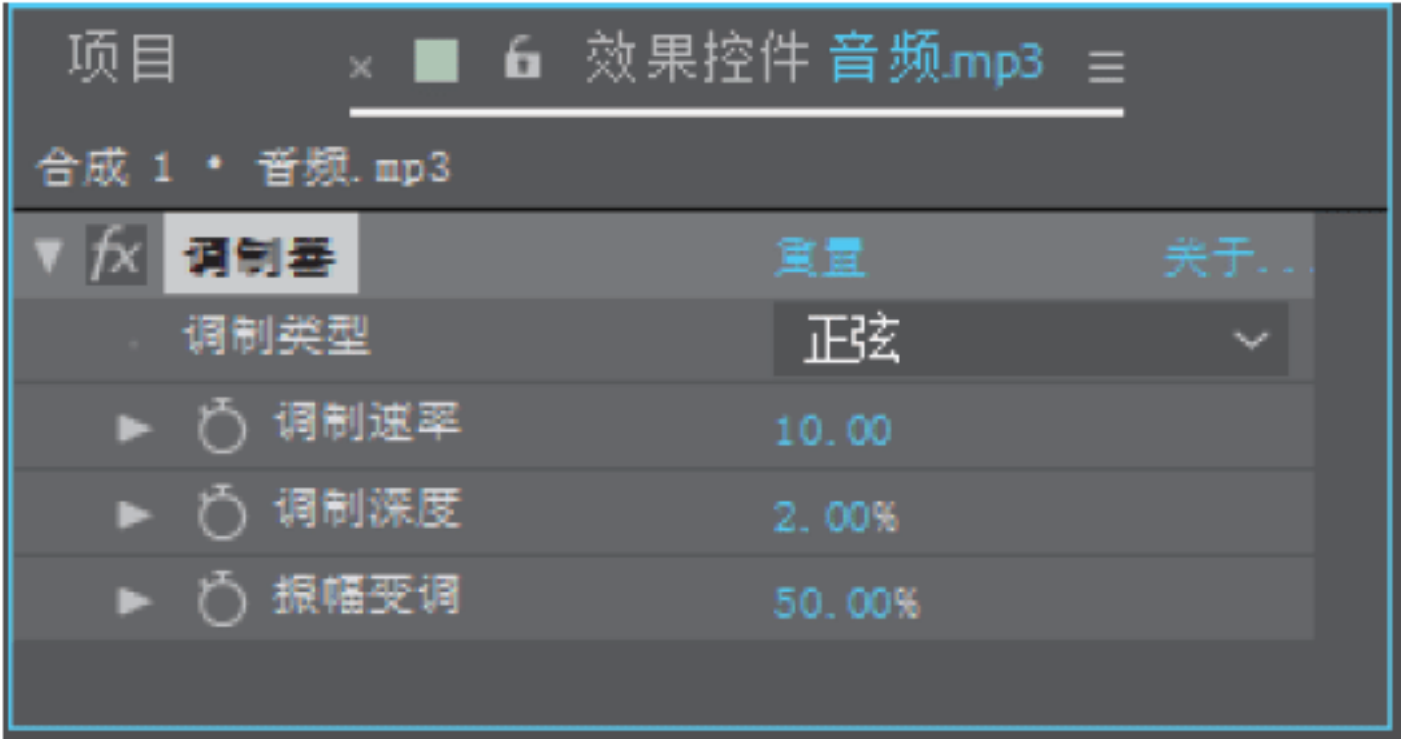 项目 × 效果控件 音频.mp3 ≡
合成 1 • 音频.mp3
fx 调制器 重置 关于...
调制类型 正弦
调制速率 10.00
调制深度 2.00%
振幅变调 50.00%